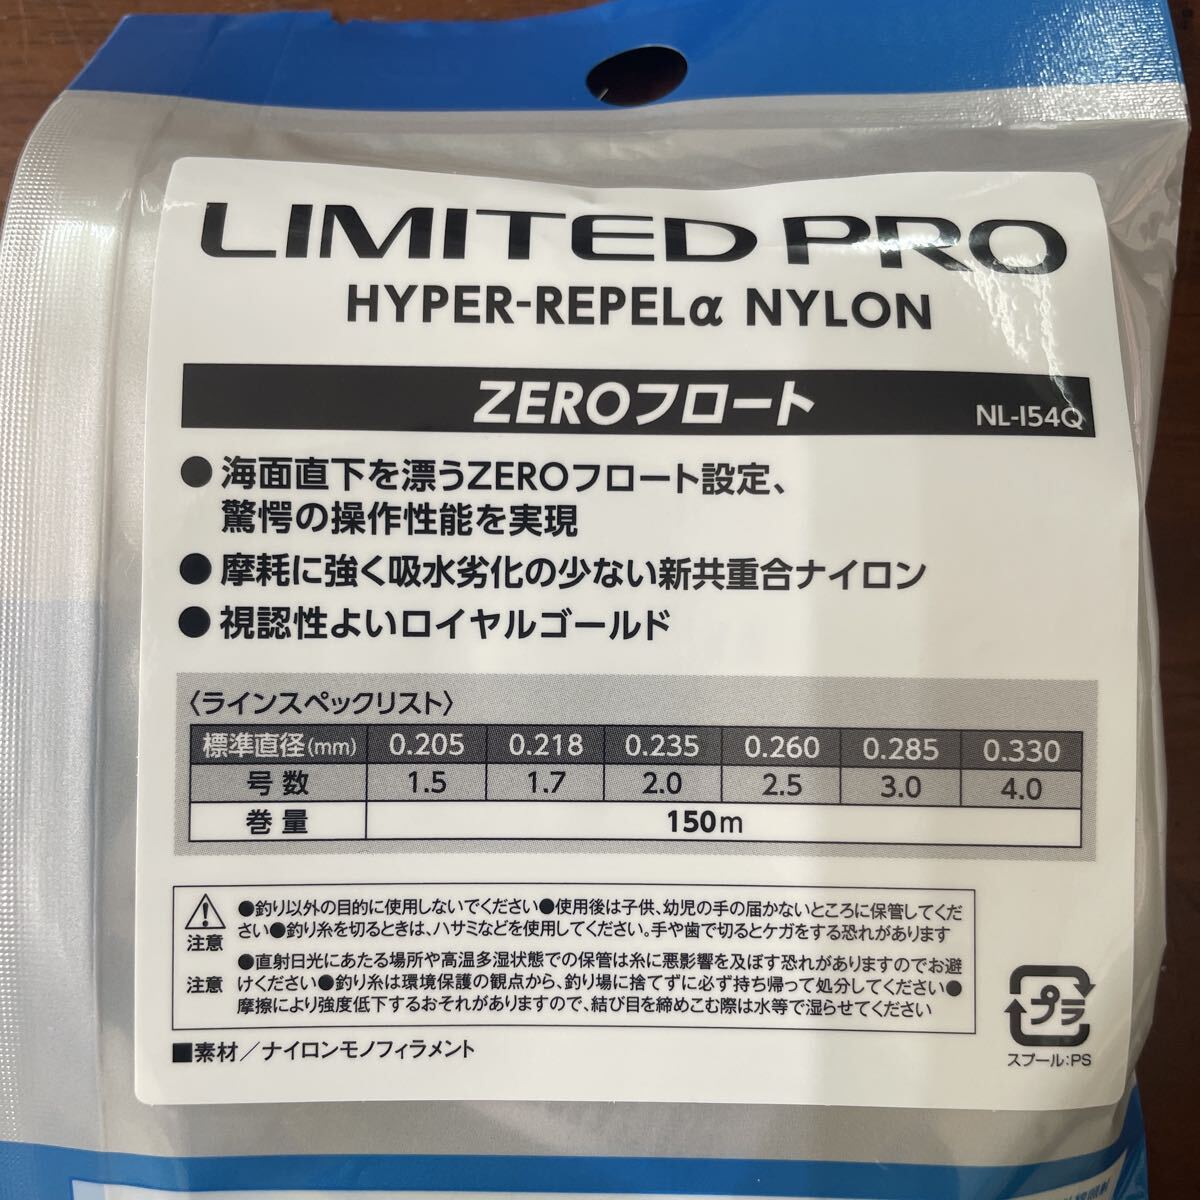 LIMITED PRO
HYPER-REPELα NYLON
ZEROフロート NL-I54Q
●海面直下を漂うZEROフロート設定、
驚愕の操作性能を実現
●摩耗に強く吸水劣化の少ない新共重合ナイロン
●視認性よいロイヤルゴールド
〈ラインスペックリスト〉
標準直径(mm) 0.205 0.218 0.235 0.260 0.285 0.330
号数 1.5 1.7 2.0 2.5 3.0 4.0
巻量 150m
●釣り以外の目的に使用しないでください●使用後は子供、幼児の手の届かないところに保管してくだ
注意 さい●釣り糸を切るときは、ハサミなどを使用してください。手や歯で切るとケガをする恐れがあります
●直射日光にあたる場所や高温多湿状態での保管は糸に悪影響を及ぼす恐れがありますのでお避
注意 けください●釣り糸は環境保護の観点から、釣り場に捨てずに必ず持ち帰って処分してください●
摩擦により強度低下するおそれがありますので、結び目を締めこむ際は水等で湿らせてください
プラ
スプール:PS
■素材／ナイロンモノフィラメント